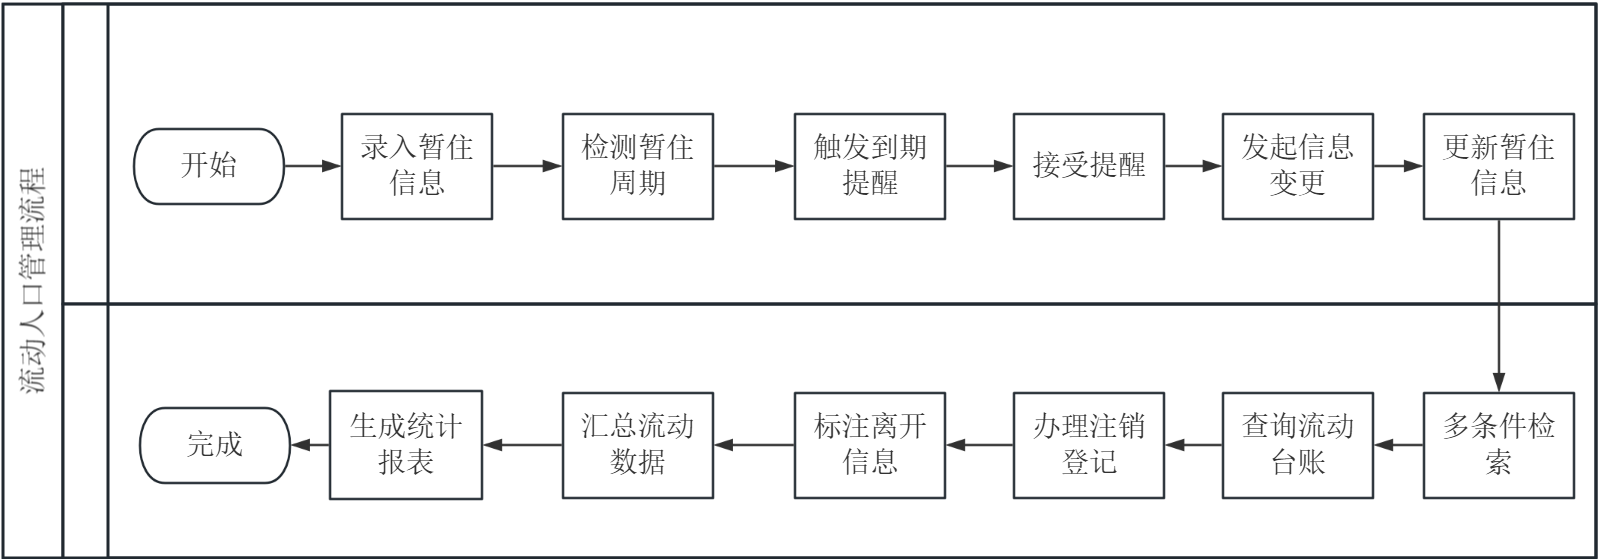 流动人口管理流程
开始
录入暂住
信息
检测暂住
周期
触发到期
提醒
接受提醒
发起信息
变更
更新暂住
信息
多条件检
索
查询流动
台账
办理注销
登记
标注离开
信息
汇总流动
数据
生成统计
报表
完成